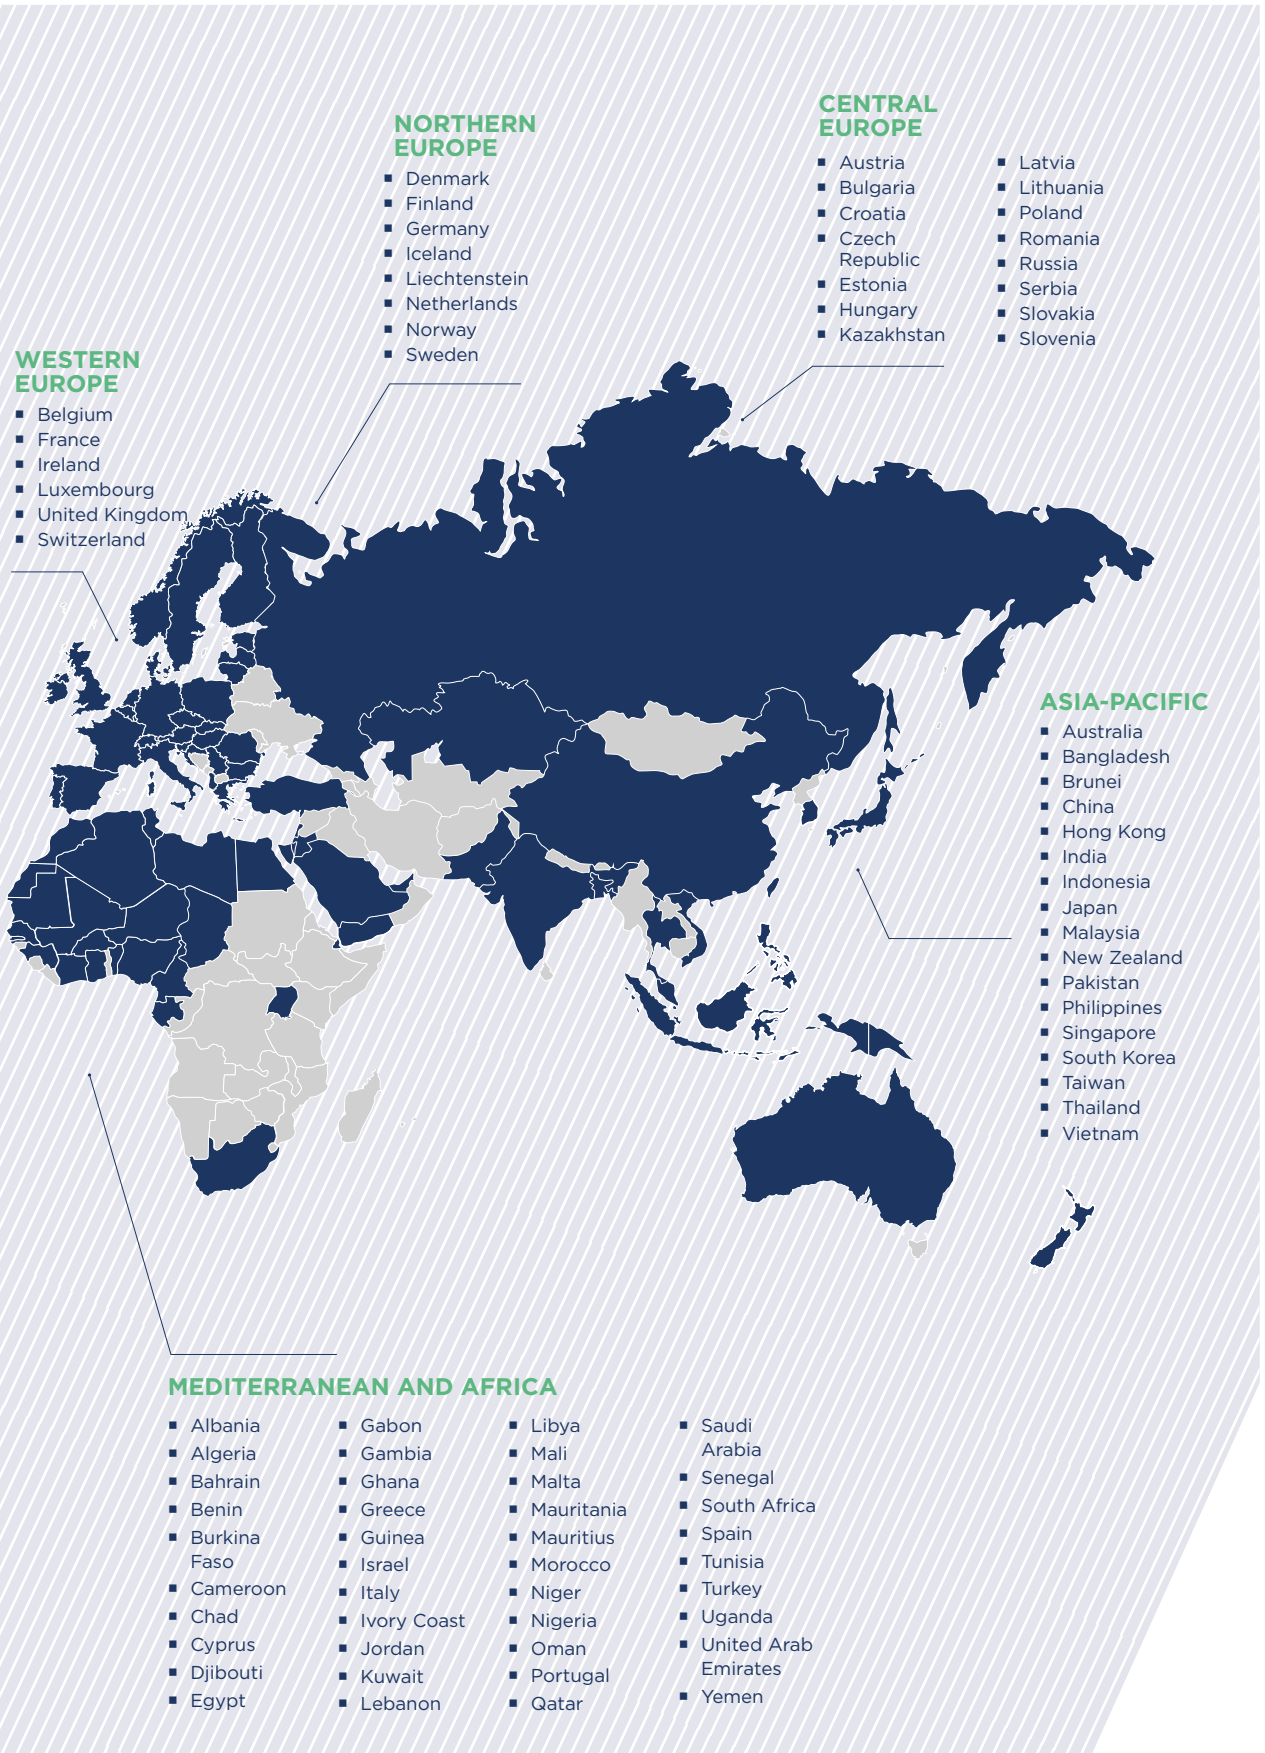 NORTHERN
EUROPE
Denmark
Finland
Germany
Iceland
Liechtenstein
Netherlands
Norway
Sweden
CENTRAL
EUROPE
Austria
Bulgaria
Croatia
Czech
Republic
Estonia
Hungary
Kazakhstan
Latvia
Lithuania
Poland
Romania
Russia
Serbia
Slovakia
Slovenia
WESTERN
EUROPE
Belgium
France
Ireland
Luxembourg
United Kingdom
Switzerland
ASIA-PACIFIC
Australia
Bangladesh
Brunei
China
Hong Kong
India
Indonesia
Japan
Malaysia
New Zealand
Pakistan
Philippines
Singapore
South Korea
Taiwan
Thailand
Vietnam
MEDITERRANEAN AND AFRICA
Albania
Algeria
Bahrain
Benin
Burkina
Faso
Cameroon
Chad
Cyprus
Djibouti
Egypt
Gabon
Gambia
Ghana
Greece
Guinea
Israel
Italy
Ivory Coast
Jordan
Kuwait
Lebanon
Libya
Mali
Malta
Mauritania
Mauritius
Morocco
Niger
Nigeria
Oman
Portugal
Qatar
Saudi
Arabia
Senegal
South Africa
Spain
Tunisia
Turkey
Uganda
United Arab
Emirates
Yemen